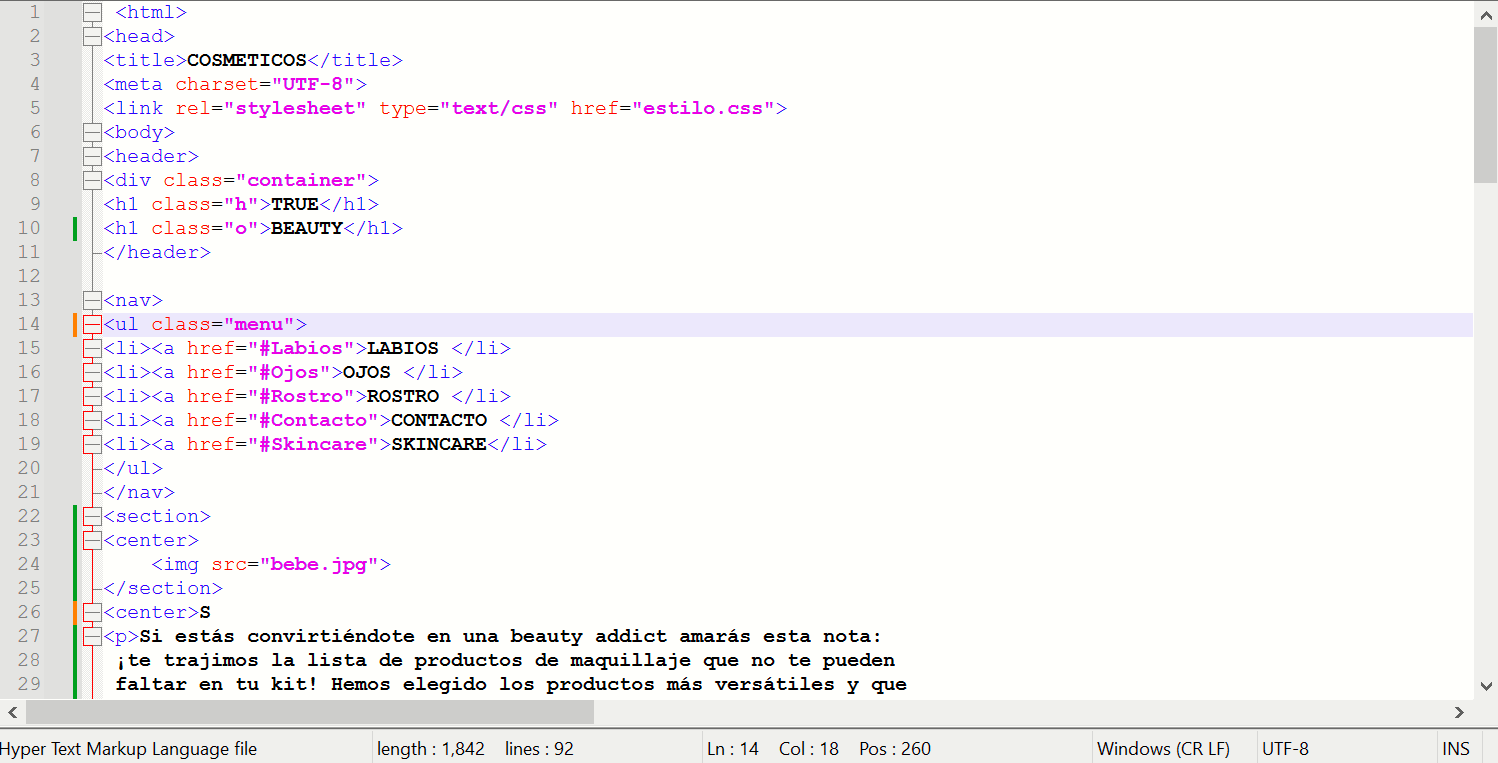 1 <html>
2 <head>
3 <title>COSMETICOS</title>
4 <meta charset="UTF-8">
5 <link rel="stylesheet" type="text/css" href="estilo.css">
6 <body>
7 <header>
8 <div class="container">
9 <h1 class="h">TRUE</h1>
10 <h1 class="o">BEAUTY</h1>
11 </header>
12
13 <nav>
14 <ul class="menu">
15 <li><a href="#Labios">LABIOS </li>
16 <li><a href="#Ojos">OJOS </li>
17 <li><a href="#Rostro">ROSTRO </li>
18 <li><a href="#Contacto">CONTACTO </li>
19 <li><a href="#Skincare">SKINCARE</li>
20 </ul>
21 </nav>
22 <section>
23 <center>
24 <img src="bebe.jpg">
25 </section>
26 <center>S
27 <p>Si estás convirtiéndote en una beauty addict amarás esta nota:
28 ¡te trajimos la lista de productos de maquillaje que no te pueden
29 faltar en tu kit! Hemos elegido los productos más versátiles y que
Hyper Text Markup Language file length : 1,842 lines : 92 Ln : 14 Col : 18 Pos : 260 Windows (CR LF) UTF-8 INS